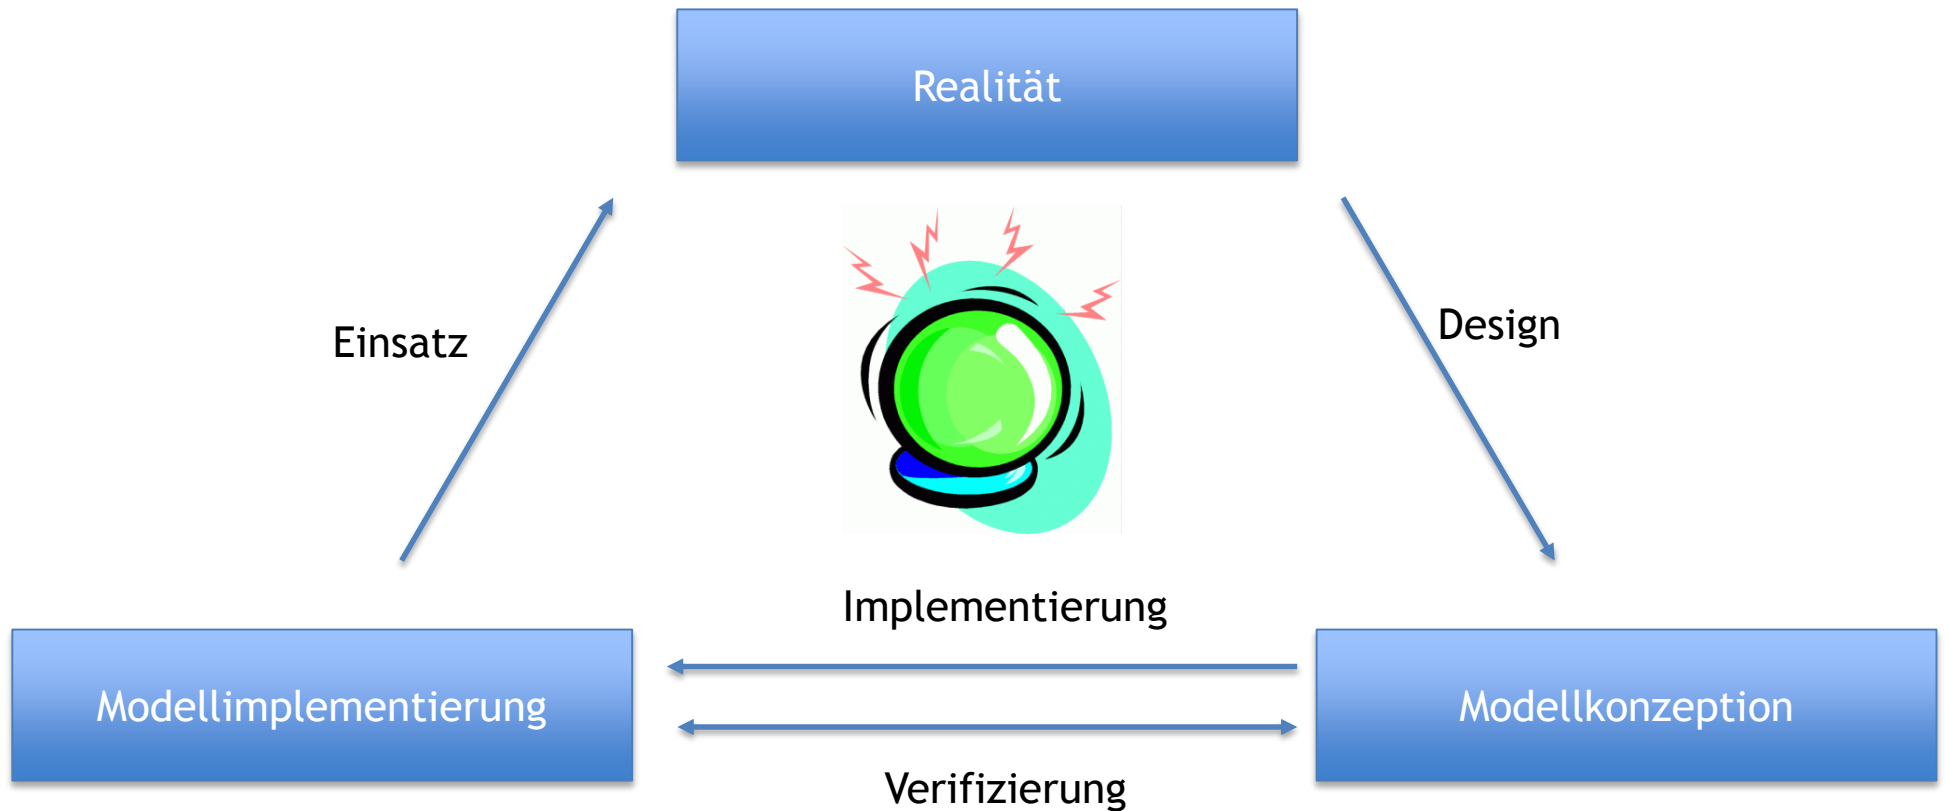 Realität
Einsatz
Design
Implementierung
Modellimplementierung
Modellkonzeption
Verifizierung